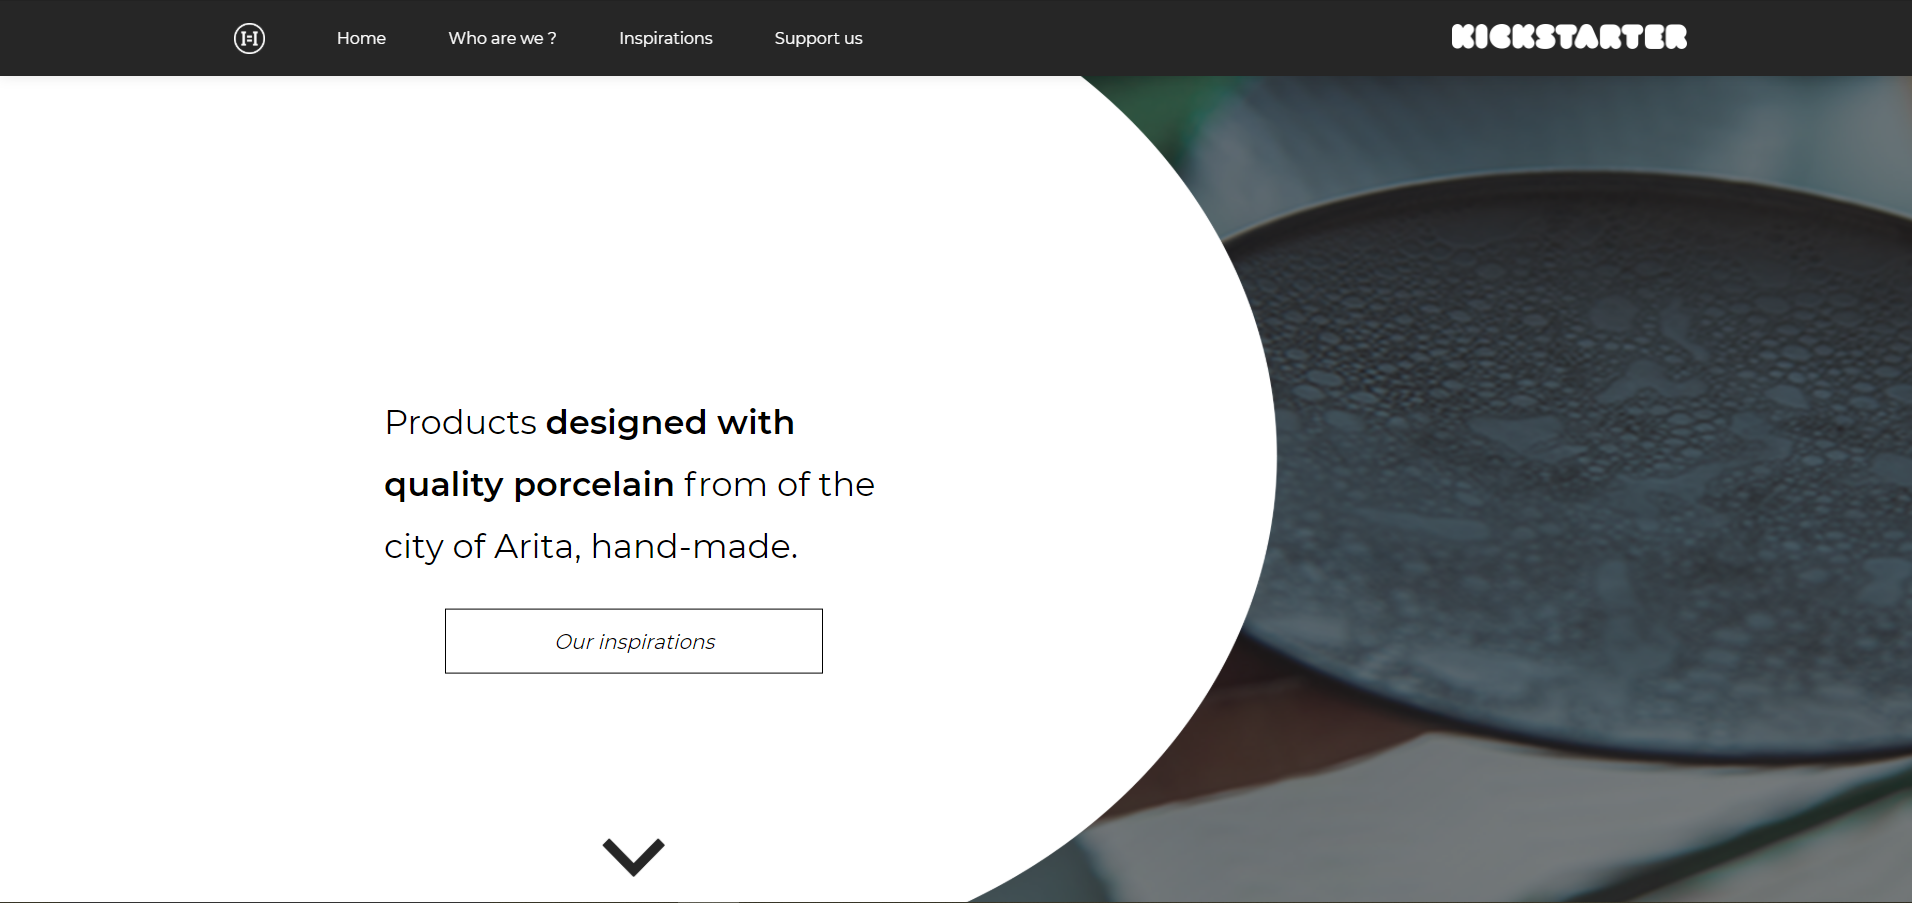 Home Who are we ? Inspirations Support us KICKSTARTER
Products designed with
quality porcelain from of the
city of Arita, hand-made.
Our inspirations